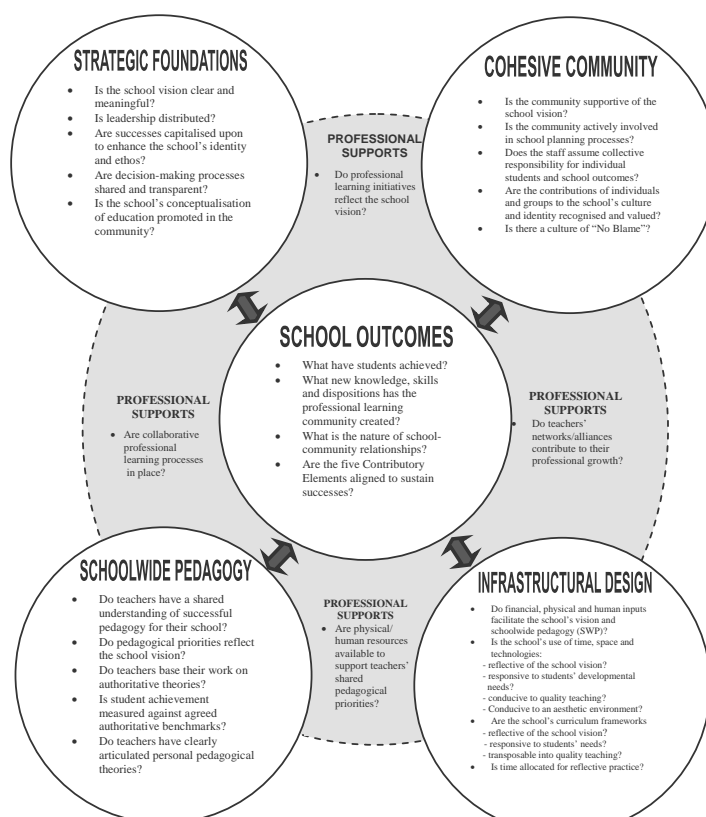 STRATEGIC FOUNDATIONS
• Is the school vision clear and
meaningful?
• Is leadership distributed?
• Are successes capitalised upon
to enhance the school’s identity
and ethos?
• Are decision-making processes
shared and transparent?
• Is the school’s conceptualisation
of education promoted in the
community?
PROFESSIONAL
SUPPORTS
• Do professional
learning initiatives
reflect the school
vision?
COHESIVE COMMUNITY
• Is the community supportive of the
school vision?
• Is the community actively involved
in school planning processes?
• Does the staff assume collective
responsibility for individual
students and school outcomes?
• Are the contributions of individuals
and groups to the school’s culture
and identity recognised and valued?
• Is there a culture of “No Blame”?
PROFESSIONAL
SUPPORTS
• Are collaborative
professional
learning processes
in place?
SCHOOL OUTCOMES
• What have students achieved?
• What new knowledge, skills
and dispositions has the
professional learning
community created?
• What is the nature of school-
community relationships?
• Are the five Contributory
Elements aligned to sustain
successes?
PROFESSIONAL
SUPPORTS
• Do teachers’
networks/alliances
contribute to their
professional growth?
SCHOOLWIDE PEDAGOGY
• Do teachers have a shared
understanding of successful
pedagogy for their school?
• Do pedagogical priorities reflect
the school vision?
• Do teachers base their work on
authoritative theories?
• Is student achievement
measured against agreed
authoritative benchmarks?
• Do teachers have clearly
articulated personal pedagogical
theories?
PROFESSIONAL
SUPPORTS
• Are physical/
human resources
available to
support teachers’
shared
pedagogical
priorities?
INFRASTRUCTURAL DESIGN
• Do financial, physical and human inputs
facilitate the school’s vision and
schoolwide pedagogy (SWP)?
• Is the school’s use of time, space and
technologies:
- reflective of the school vision?
- responsive to students’ developmental
needs?
- conducive to quality teaching?
- Conducive to an aesthetic environment?
• Are the school’s curriculum frameworks
- reflective of the school vision?
- responsive to students’ needs?
- transposable into quality teaching?
• Is time allocated for reflective practice?